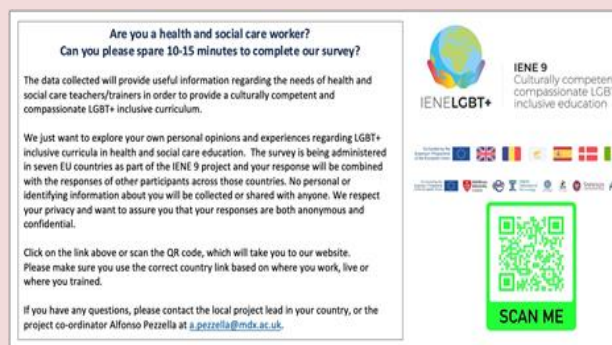 Are you a health and social care worker?
Can you please spare 10-15 minutes to complete our survey?
The data collected will provide useful information regarding the needs of health and
social care teachers/trainers in order to provide a culturally competent and
compassionate LGBT+ inclusive curriculum.
We just want to explore your own personal opinions and experiences regarding LGBT+
inclusive curricula in health and social care education. The survey is being administered
in seven EU countries as part of the IENE 9 project and your response will be combined
with the responses of other participants across those countries. No personal or
identifying information about you will be collected or shared with anyone. We respect
your privacy and want to assure you that your responses are both anonymous and
confidential.
Click on the link above or scan the QR code, which will take you to our website.
Please make sure you use the correct country link based on where you work, live or
where you trained.
If you have any questions, please contact the local project lead in your country, or the
project co-ordinator Alfonso Pezzella at a.pezzella@mdx.ac.uk.
IENELGBT+
IENE 9
Culturally competent
compassionate LGBT
inclusive education
SCAN ME